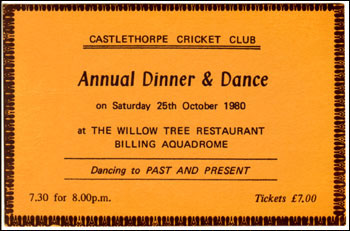 CASTLETHORPE CRICKET CLUB
Annual Dinner & Dance
on Saturday 25th October 1980
at THE WILLOW TREE RESTAURANT
BILLING AQUADROME
Dancing to PAST AND PRESENT
7.30 for 8.00p.m. Tickets £7.00